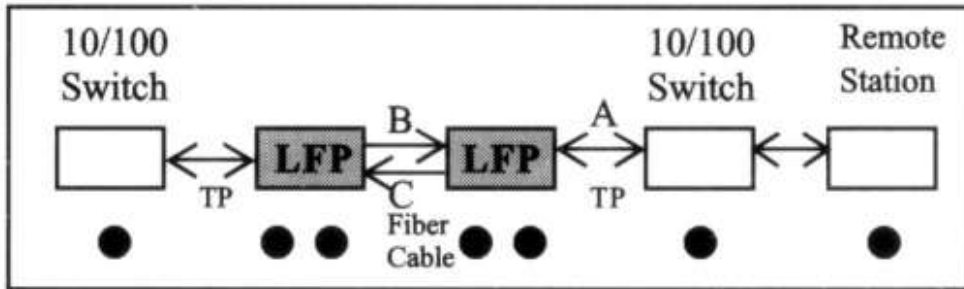 10/100
Switch
10/100
Switch
Remote
Station
B
A
LFP
LFP
TP
C
TP
Fiber
Cable